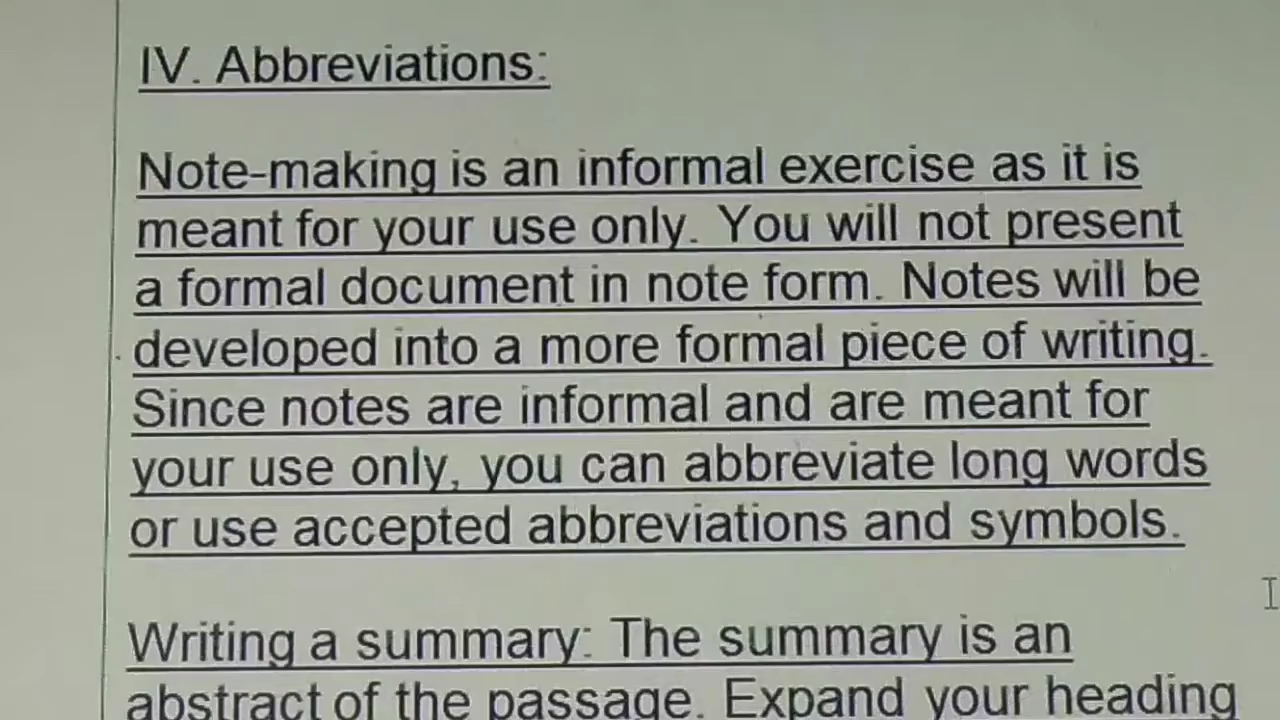 IV. Abbreviations:
Note-making is an informal exercise as it is
meant for your use only. You will not present
a formal document in note form. Notes will be
developed into a more formal piece of writing.
Since notes are informal and are meant for
your use only, you can abbreviate long words
or use accepted abbreviations and symbols.
Writing a summary: The summary is an
abstract of the passage. Expand your heading